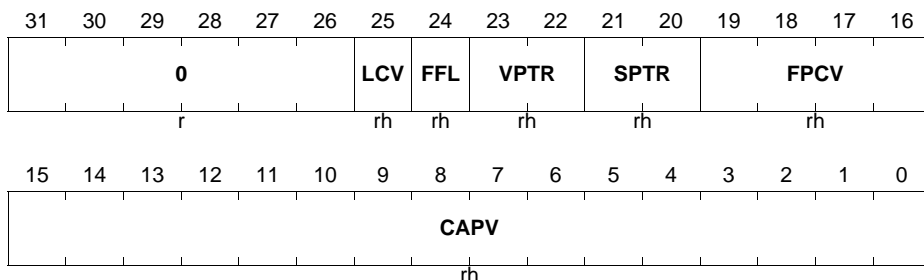 31 30 29 28 27 26 25 24 23 22 21 20 19 18 17 16
0 LCV FFL VPTR SPTR FPCV
r rh rh rh rh rh
15 14 13 12 11 10 9 8 7 6 5 4 3 2 1 0
CAPV
rh